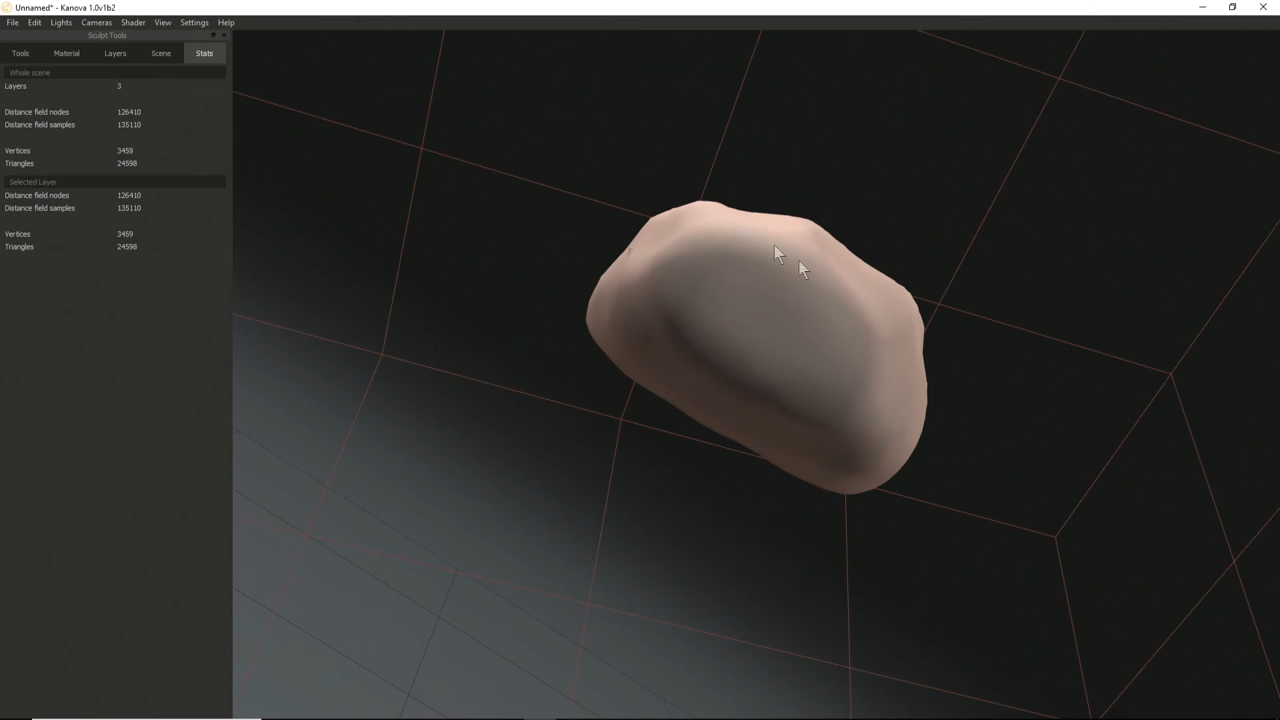 Unnamed* - Kanova 1.0v1b2
File Edit Lights Cameras Shader View Settings Help
Sculpt Tools
Tools Material Layers Scene Stats
Whole scene
Layers 3
Distance field nodes 126410
Distance field samples 135110
Vertices 3459
Triangles 24598
Selected Layer
Distance field nodes 126410
Distance field samples 135110
Vertices 3459
Triangles 24598